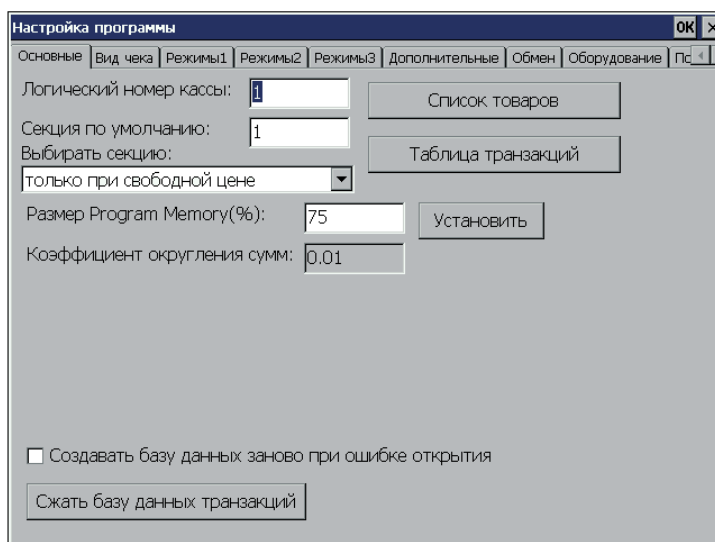 Настройка программы OK ×
Основные Вид чека Режимы1 Режимы2 Режимы3 Дополнительные Обмен Оборудование
Логический номер кассы: 1
Список товаров
Секция по умолчанию: 1
Выбирать секцию:
Таблица транзакций
только при свободной цене
Размер Program Memory(%): 75 Установить
Коэффициент округления сумм: 0.01
Создавать базу данных заново при ошибке открытия
Сжать базу данных транзакций